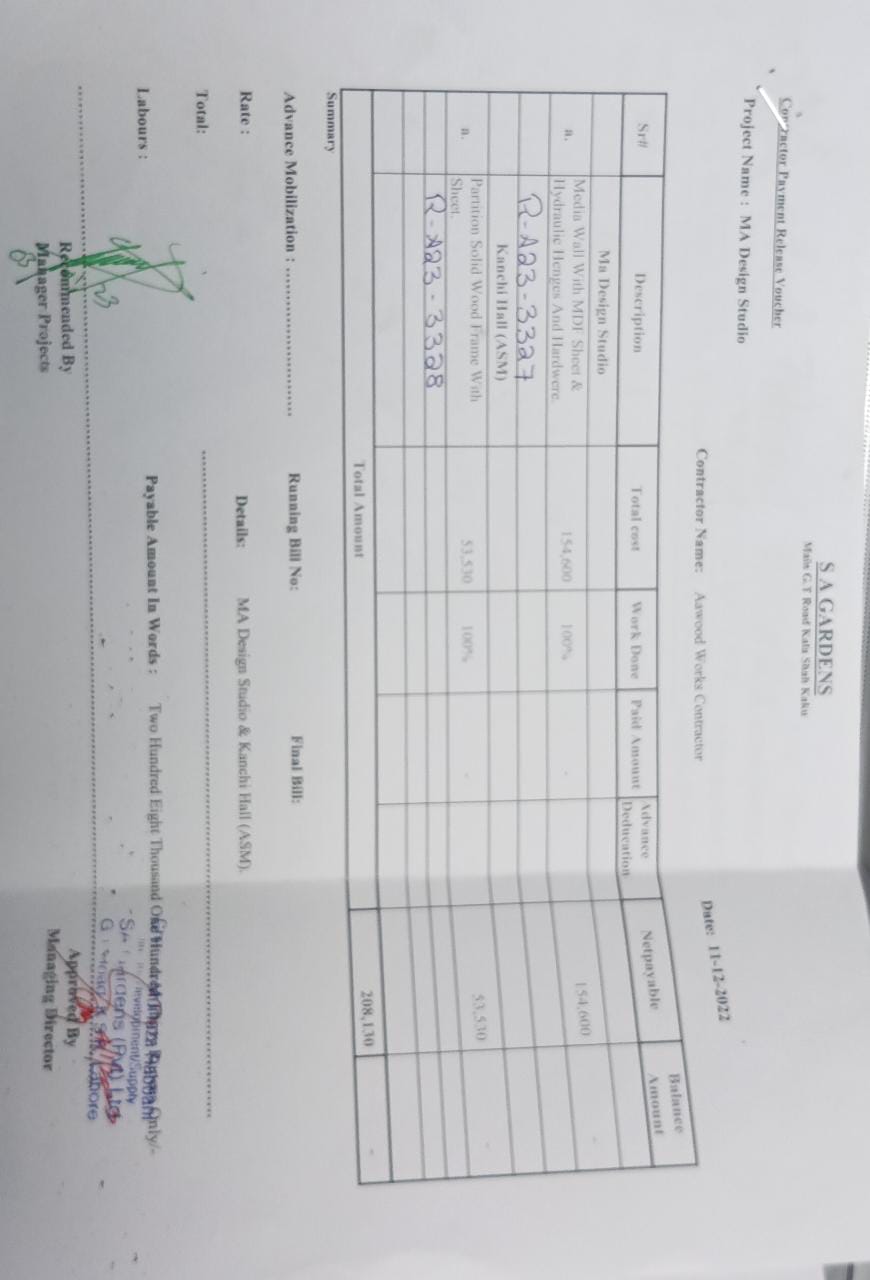 S A GARDENS
Main G.T Road Kala Shah Kaku
Contractor Payment Release Voucher
Project Name : MA Design Studio
Contractor Name: Aawood Works Contractor
Date: 11-12-2022
Sr# Description Total cost Work Done Paid Amount Advance Deducation Netpayable Balance Amount
Ma Design Studio
a. Media Wall With MDF Sheet & Hydraulic Henges And Hardwere. 154,600 100% - 154,600 -
R-A23-3327
Kanchi Hall (ASM)
a. Partition Solid Wood Frame With Sheet. 53,530 100% - 53,530 -
R-A23-3328
Total Amount 208,130 -
Summary
Advance Mobilization : Running Bill No: Final Bill:
Rate : Details: MA Design Studio & Kanchi Hall (ASM).
Total:
Labours : Payable Amount In Words : Two Hundred Eight Thousand One Hundred Only/-
Development/Supply
Gardens (Pvt) Ltd
Lahore
Recommended By Approved By
Manager Projects Managing Director